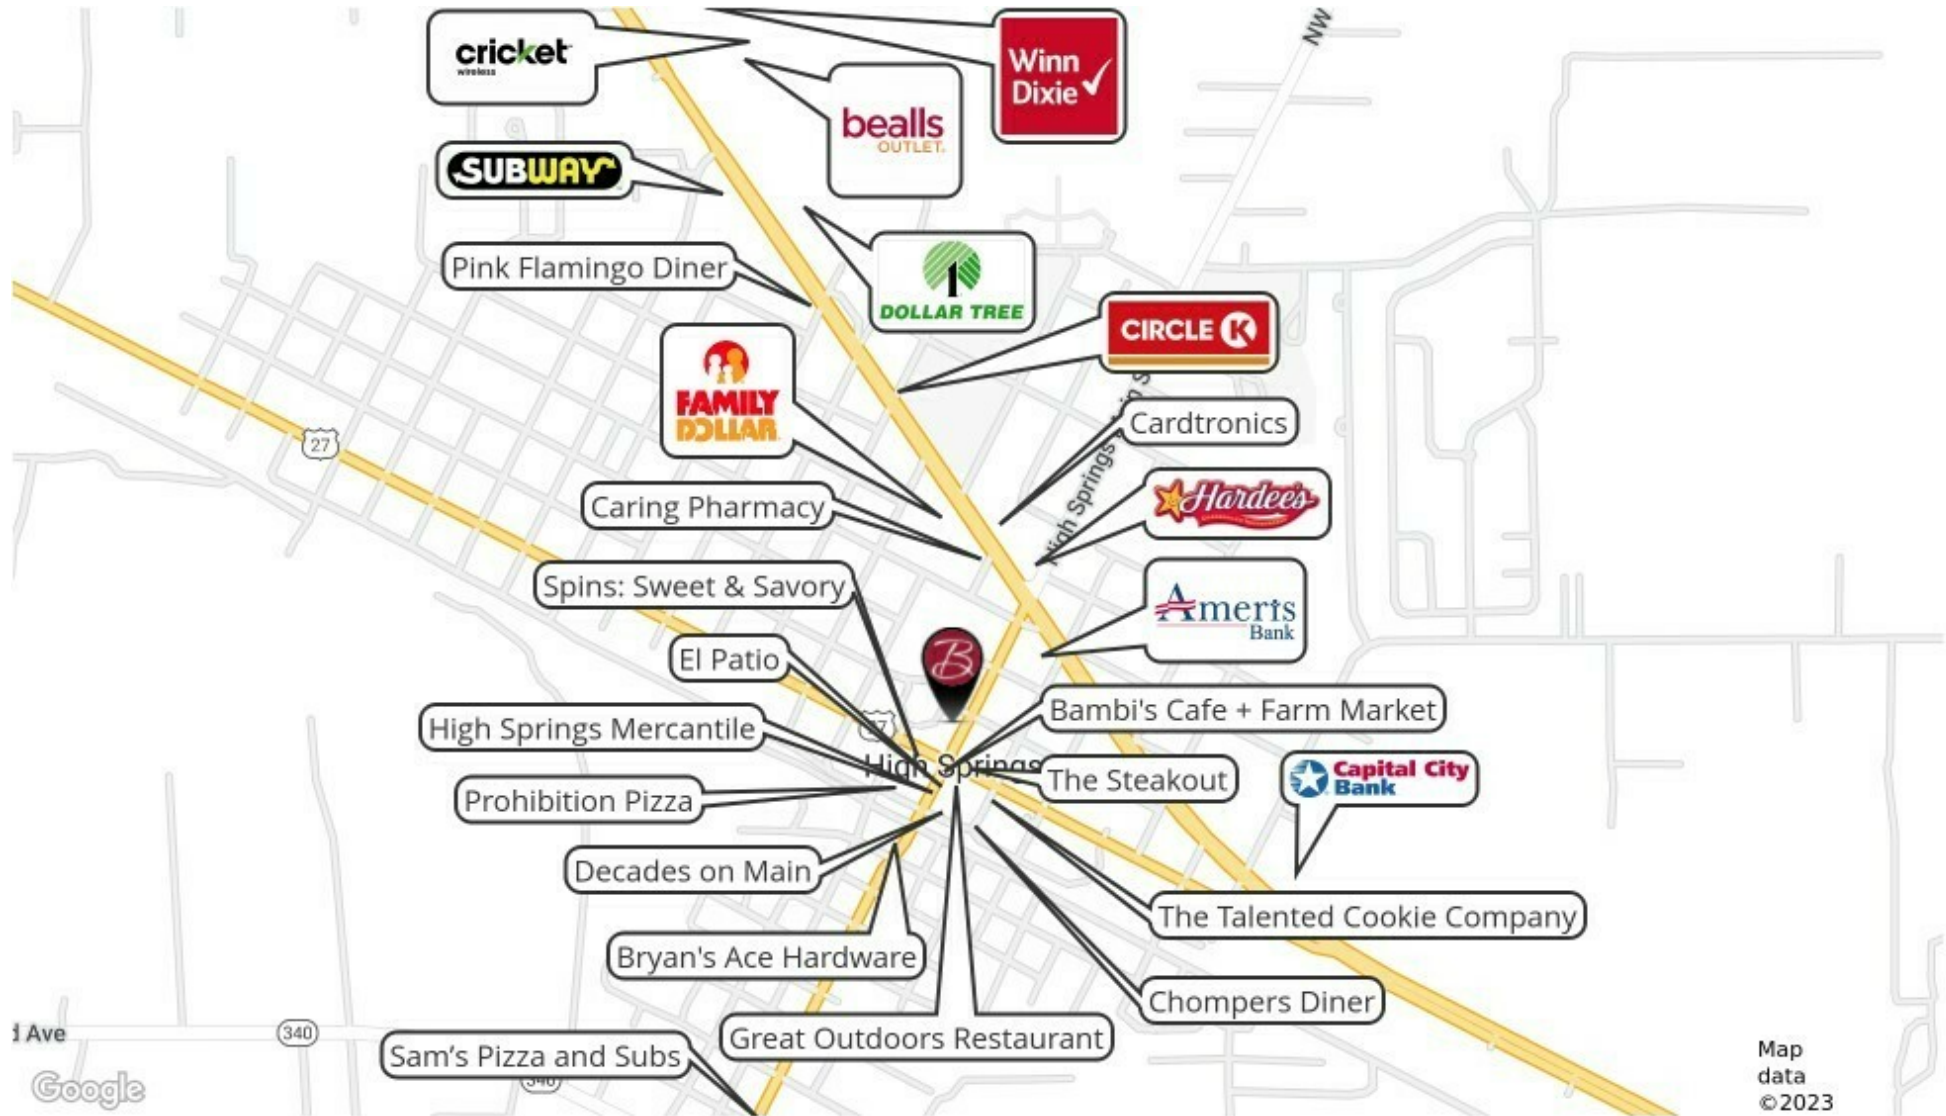 NW
cricket
wireless
Winn
Dixie
bealls
OUTLET.
SUBWAY
Pink Flamingo Diner
DOLLAR TREE
CIRCLE K
FAMILY
DOLLAR
27
Cardtronics
High Springs
Caring Pharmacy
Hardee's
Spins: Sweet & Savory
Ameris
Bank
El Patio
B
High Springs Mercantile
Bambi's Cafe + Farm Market
High Springs
The Steakout
Capital City
Bank
Prohibition Pizza
Decades on Main
The Talented Cookie Company
Bryan's Ace Hardware
Chompers Diner
d Ave
340
Great Outdoors Restaurant
Sam's Pizza and Subs
Google
Map
data
©2023